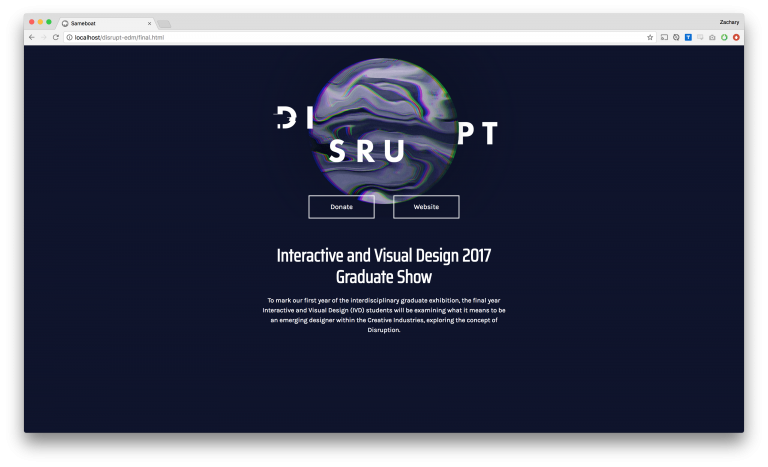 Sameboat
Zachary
localhost/disrupt-edm/final.html
DI
SRU
PT
Donate
Website
Interactive and Visual Design 2017
Graduate Show
To mark our first year of the interdisciplinary graduate exhibition, the final year
Interactive and Visual Design (IVD) students will be examining what it means to be
an emerging designer within the Creative Industries, exploring the concept of
Disruption.